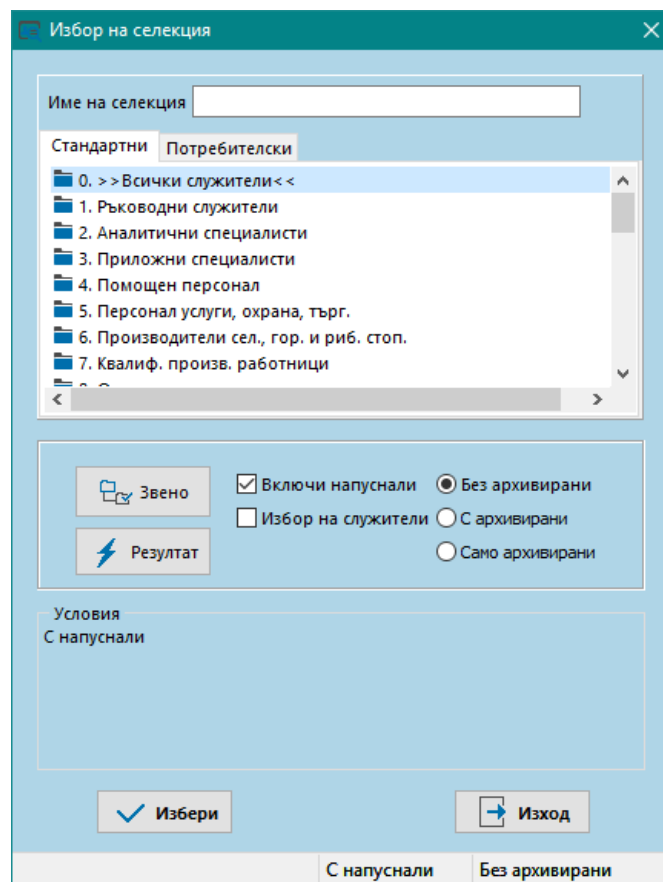 Избор на селекция
Име на селекция
Стандартни Потребителски
0. >>Всички служители<<
1. Ръководни служители
2. Аналитични специалисти
3. Приложни специалисти
4. Помощен персонал
5. Персонал услуги, охрана, търг.
6. Производители сел., гор. и риб. стоп.
7. Квалиф. произв. работници
Звено Включи напуснали Без архивирани
Избор на служители С архивирани
Резултат Само архивирани
Условия
С напуснали
Избери Изход
С напуснали Без архивирани